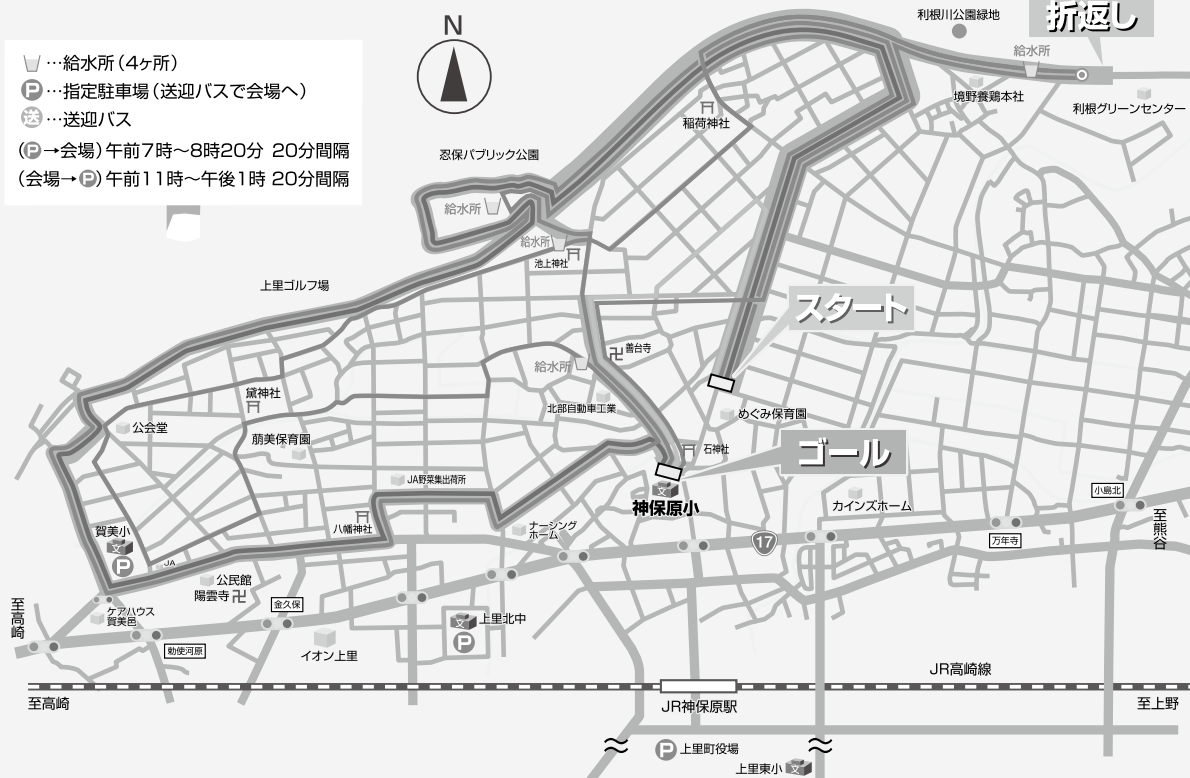 …給水所（4ヶ所）
P…指定駐車場（送迎バスで会場へ）
送…送迎バス
（P→会場）午前7時～8時20分 20分間隔
（会場→P）午前11時～午後1時 20分間隔
N
利根川公園緑地
折返し
給水所
境野養鶏本社
利根グリーンセンター
稲荷神社
忍保パブリック公園
給水所
給水所
池上神社
上里ゴルフ場
スタート
善台寺
給水所
北部自動車工業
めぐみ保育園
黛神社
公会堂
萠美保育園
石神社
ゴール
JA野菜集出荷所
神保原小
カインズホーム
小島北
至熊谷
八幡神社
ナーシング
ホーム
17
万年寺
賀美小
P
JA
公民館
陽雲寺
至高崎
ケアハウス
賀美邑
金久保
上里北中
P
勅使河原
イオン上里
JR高崎線
至高崎
JR神保原駅
至上野
P
上里町役場
上里東小
文
文
文
文